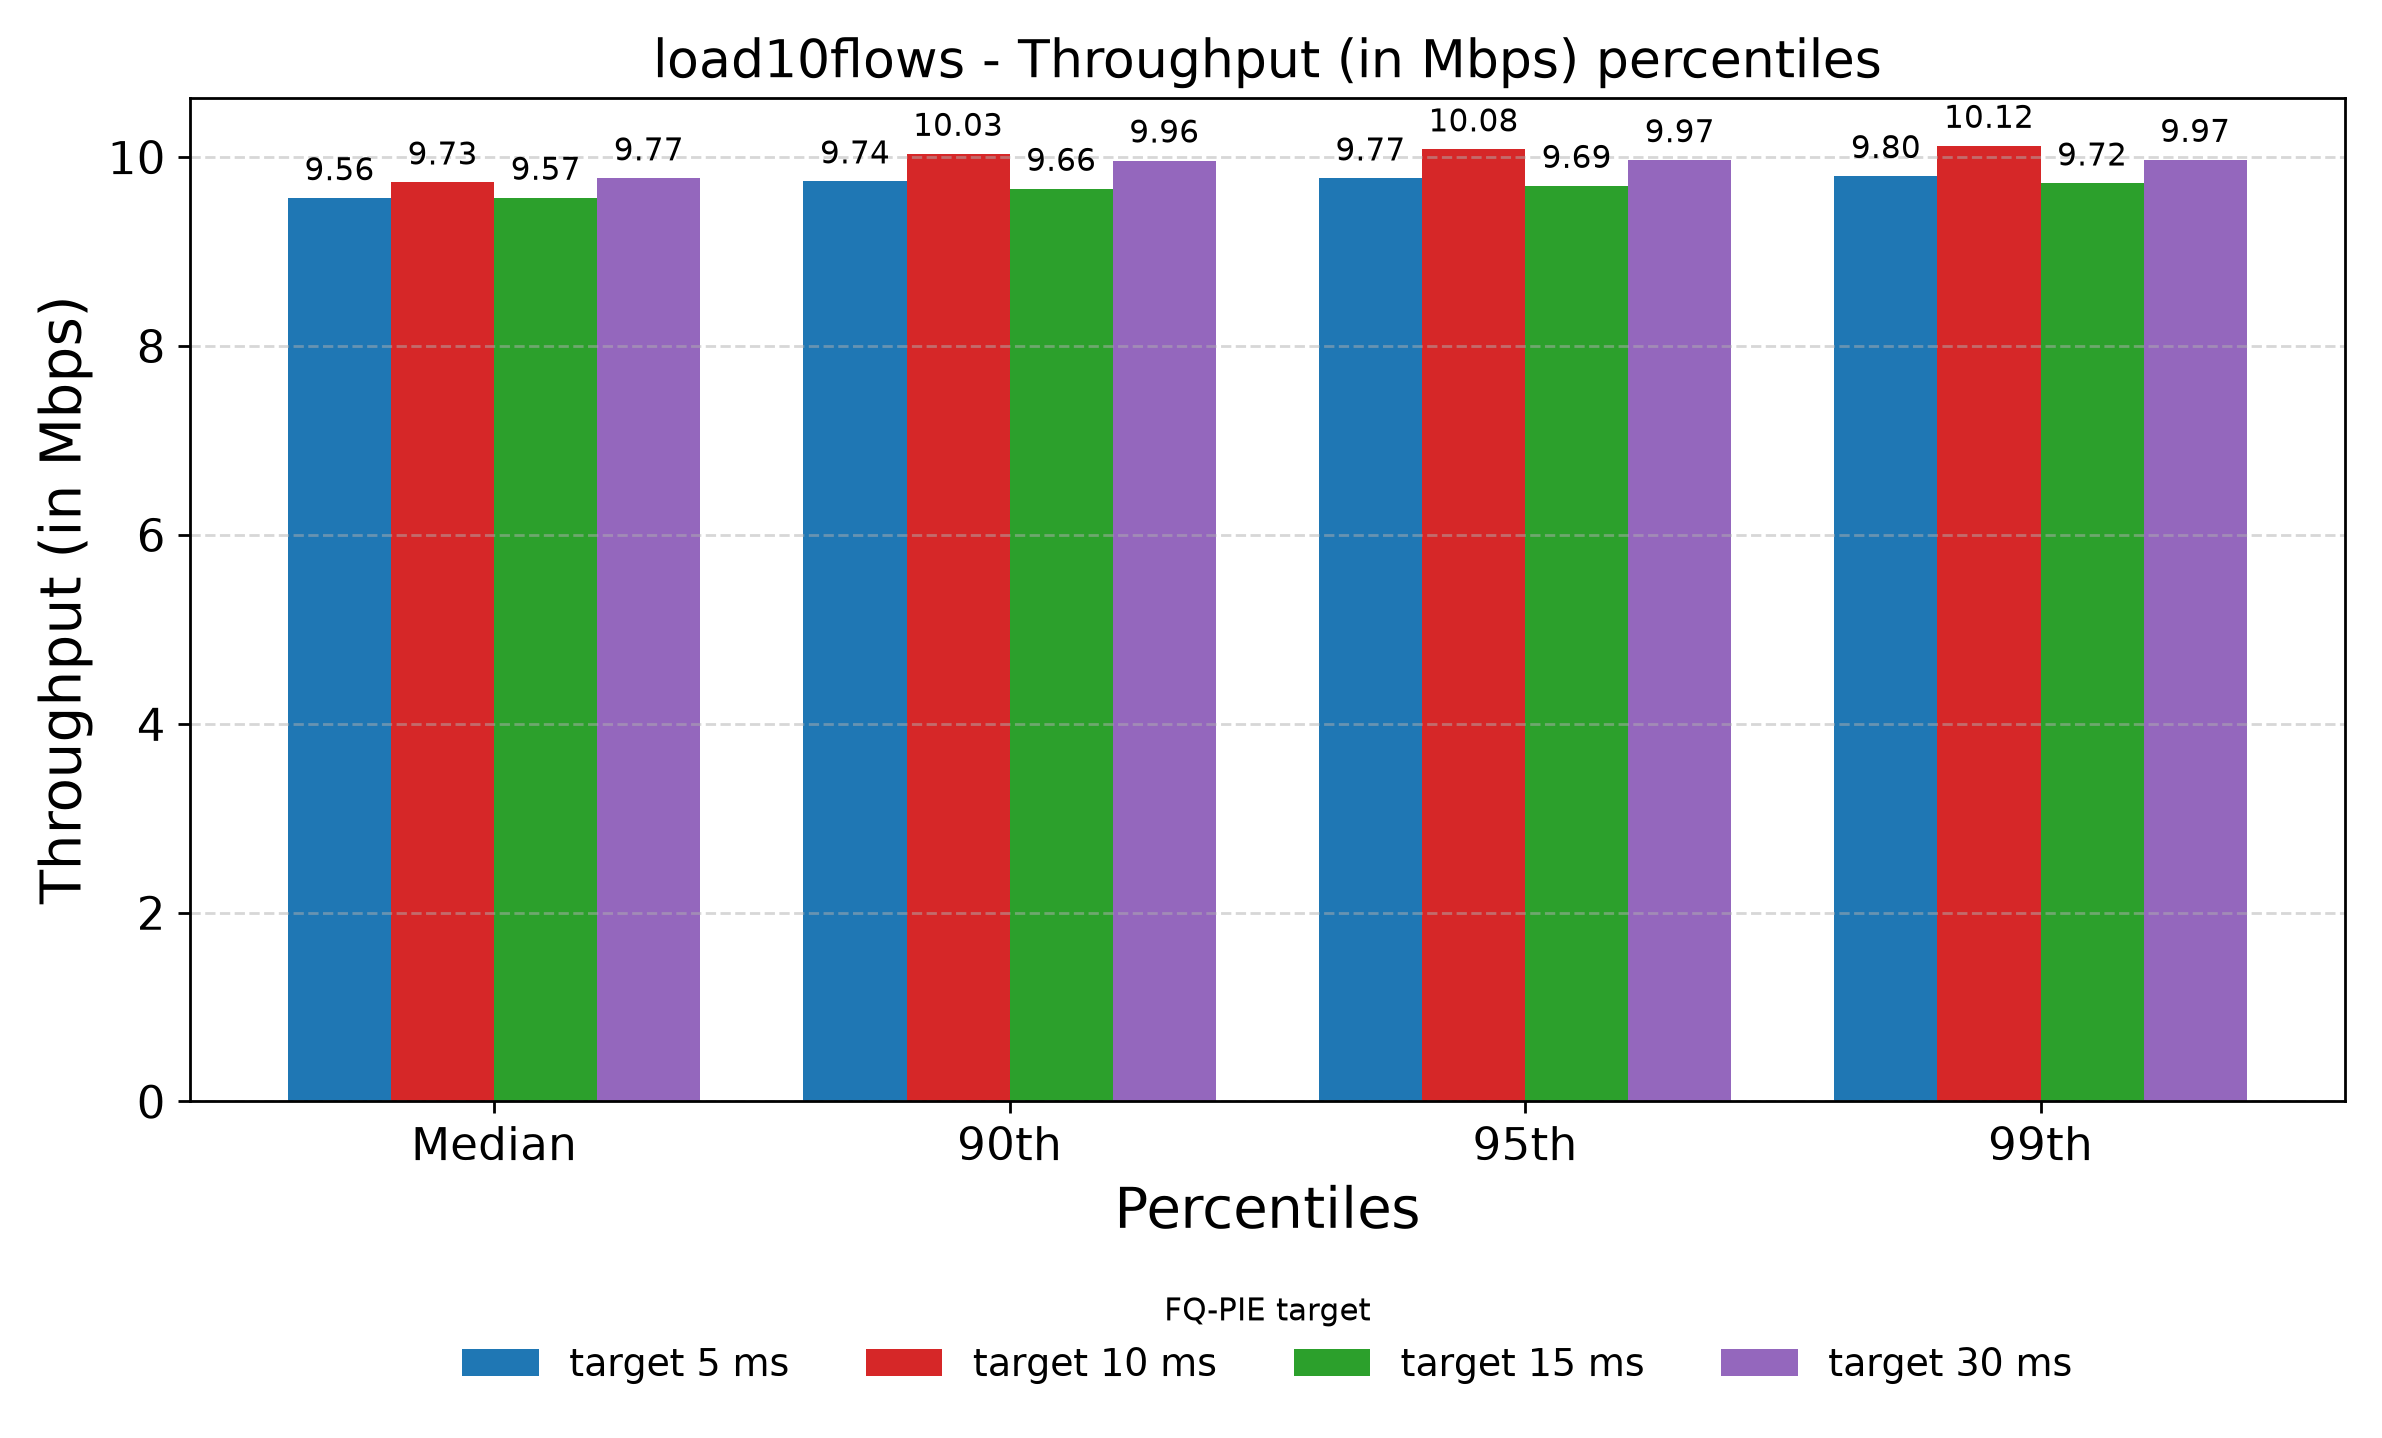 load10flows - Throughput (in Mbps) percentiles
Throughput (in Mbps)
10
8
6
4
2
0
9.56
9.73
9.57
9.77
9.74
10.03
9.66
9.96
9.77
10.08
9.69
9.97
9.80
10.12
9.72
9.97
Median
90th
95th
99th
Percentiles
FQ-PIE target
target 5 ms
target 10 ms
target 15 ms
target 30 ms